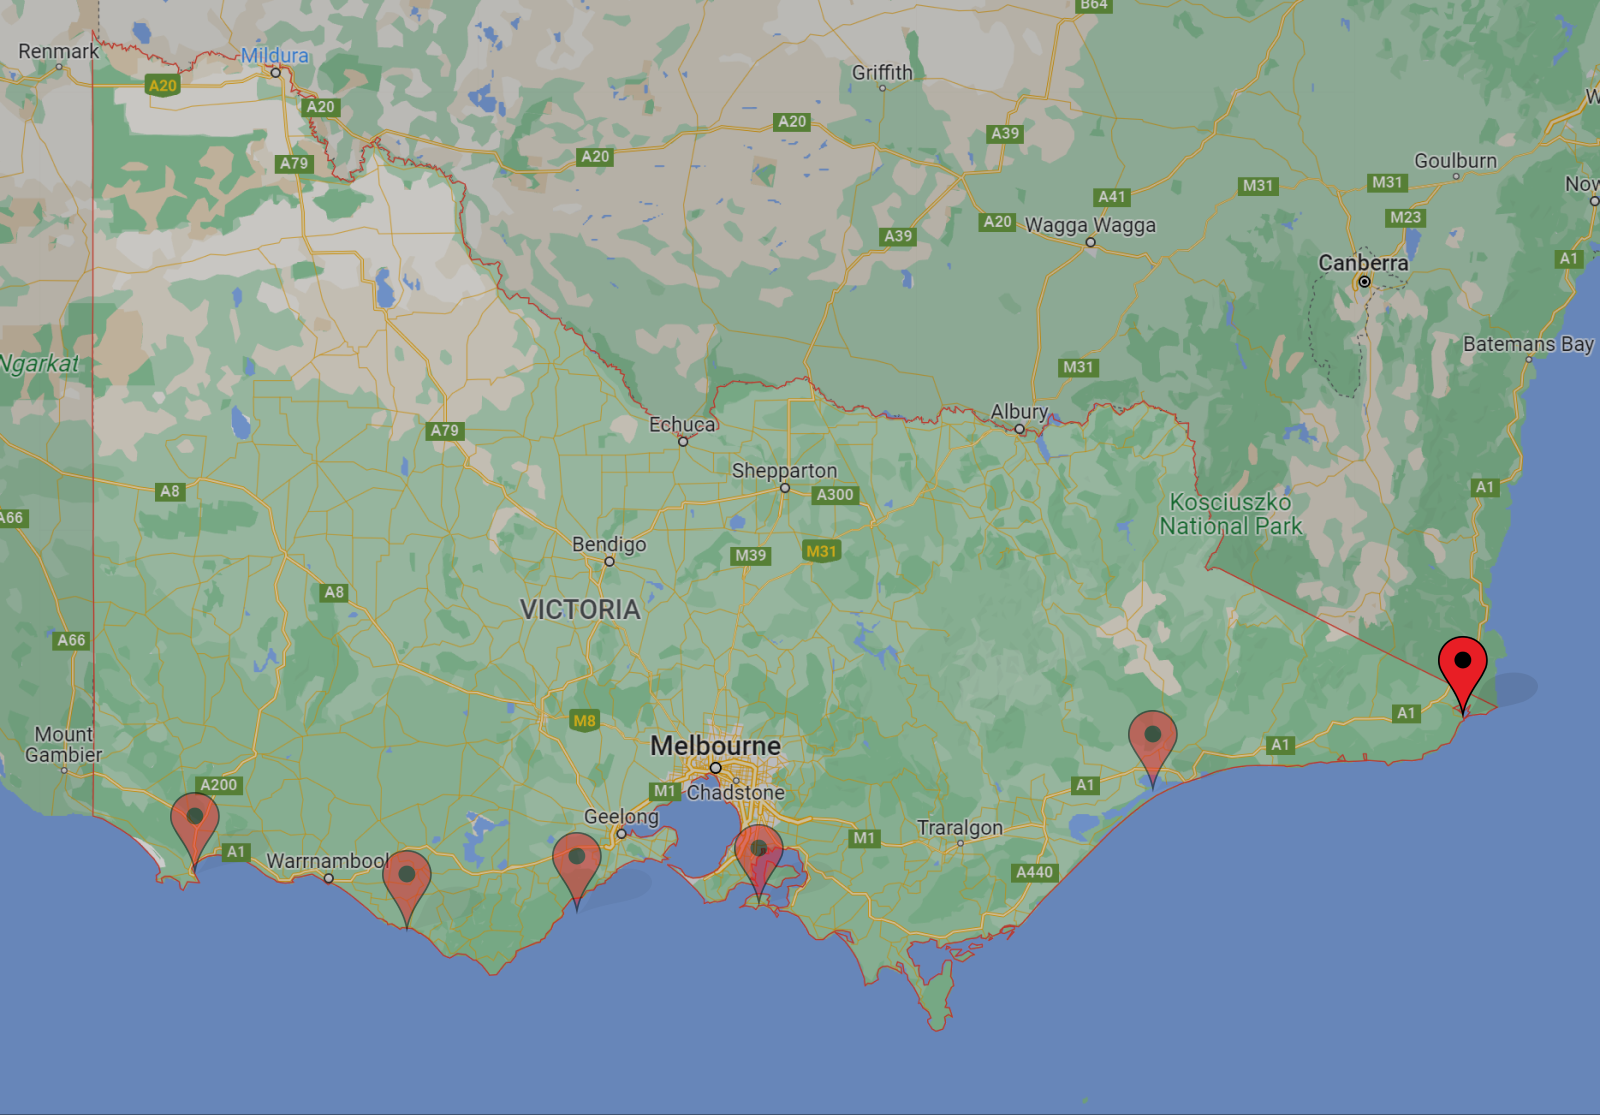 B64
Renmark
Mildura
A20
Griffith
A20
A20
A39
A20
A79
W
Goulburn
M31
M31
Now
A41
M23
A20
Wagga Wagga
A39
A1
Canberra
Ngarkat
Batemans Bay
M31
Albury
Echuca
A79
Shepparton
A8
A300
A1
A66
Kosciuszko
National Park
Bendigo
M39
M31
A8
VICTORIA
A66
M8
A1
Mount
Gambier
Melbourne
A1
A200
M1
Chadstone
A1
Geelong
Traralgon
M1
A1
Warrnambool
A440